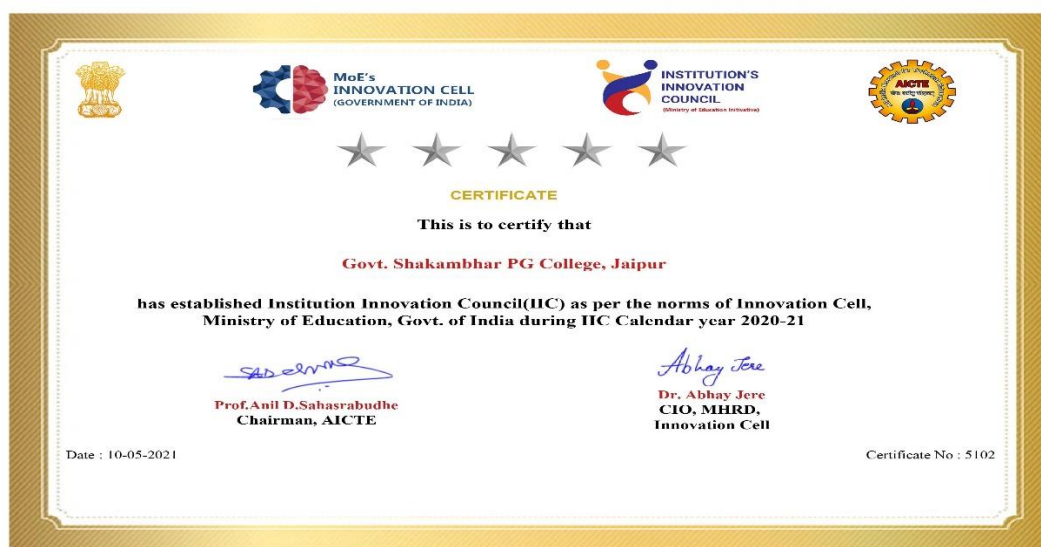 MoE's
INNOVATION CELL
(GOVERNMENT OF INDIA)
INSTITUTION'S
INNOVATION
COUNCIL
(Ministry of Education Initiative)
AICTE
CERTIFICATE
This is to certify that
Govt. Shakambhar PG College, Jaipur
has established Institution Innovation Council(IIC) as per the norms of Innovation Cell,
Ministry of Education, Govt. of India during IIC Calendar year 2020-21
Abhay Jere
Prof.Anil D.Sahasrabudhe
Chairman, AICTE
Dr. Abhay Jere
CIO, MHRD,
Innovation Cell
Date : 10-05-2021
Certificate No : 5102